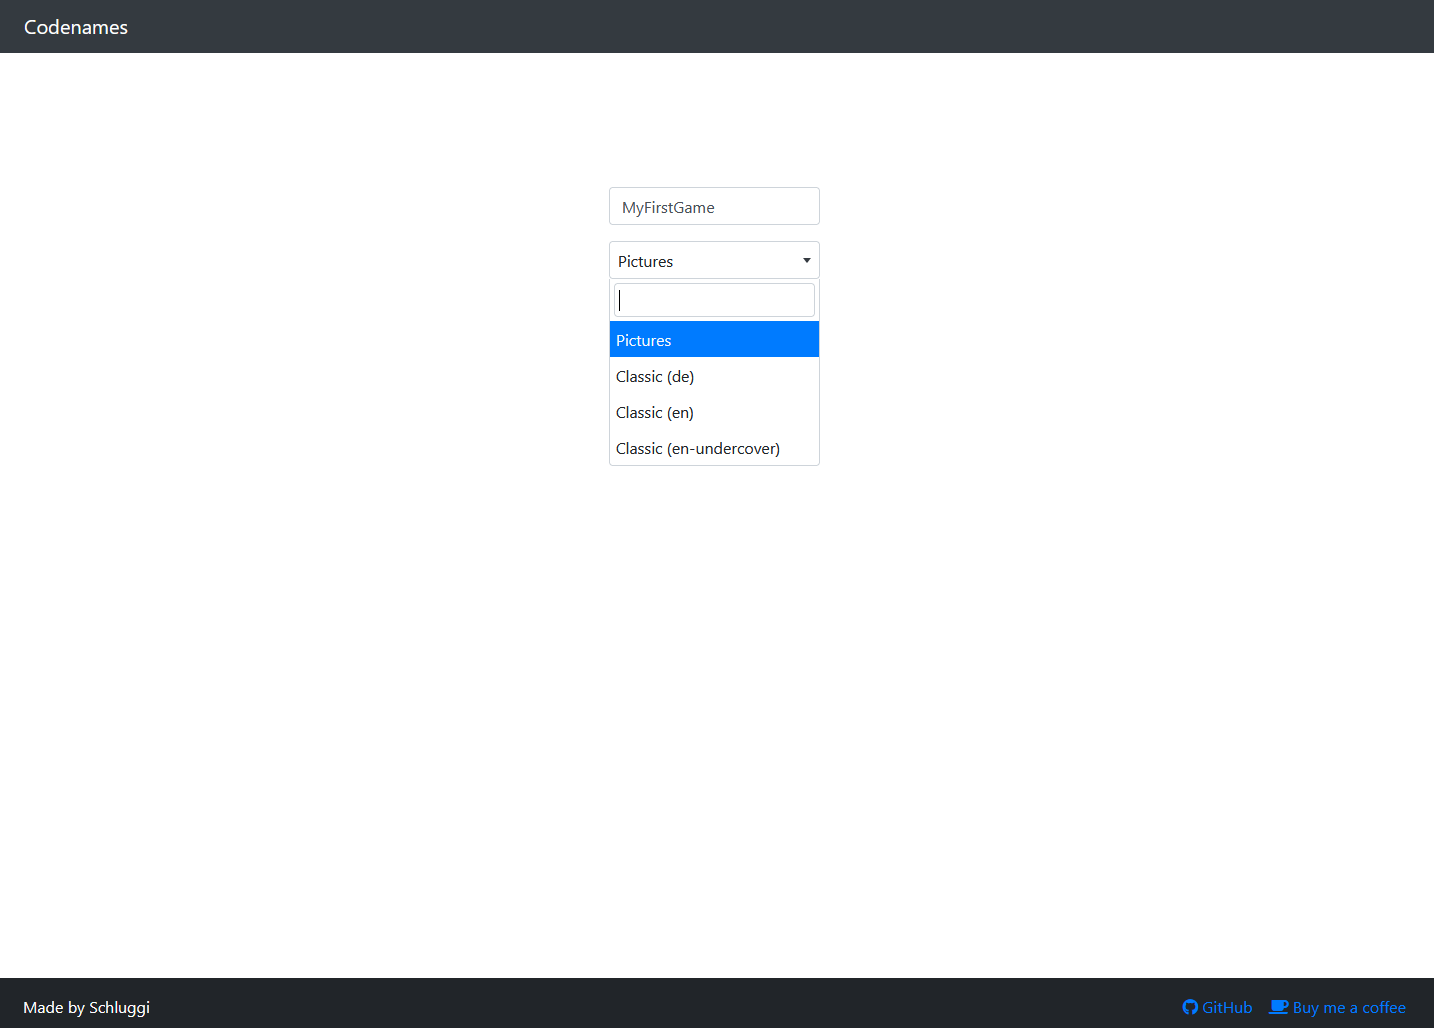 Codenames
MyFirstGame
Pictures
Pictures
Classic (de)
Classic (en)
Classic (en-undercover)
Made by Schluggi
GitHub Buy me a coffee